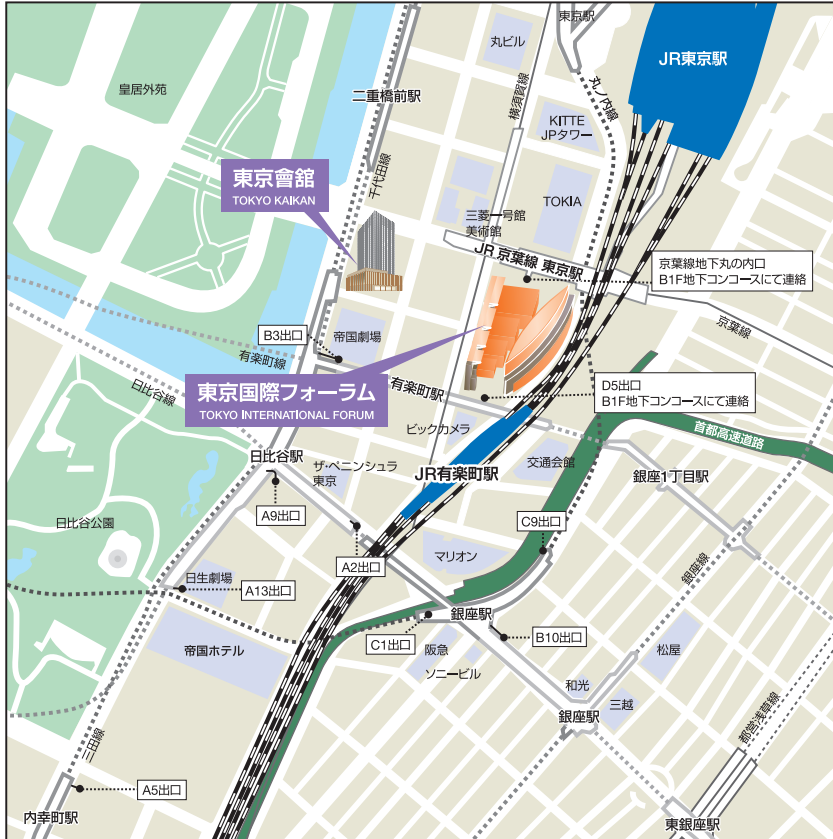 東京駅
JR東京駅
丸ビル
皇居外苑
二重橋前駅
横須賀線
丸ノ内線
KITTE
JPタワー
千代田線
東京會舘
TOKYO KAIKAN
TOKIA
三菱一号館
美術館
JR 京葉線 東京駅
京葉線地下丸の内口
B1F地下コンコースにて連絡
京葉線
B3出口
帝国劇場
有楽町線
日比谷線
東京国際フォーラム
TOKYO INTERNATIONAL FORUM
有楽町駅
D5出口
B1F地下コンコースにて連絡
首都高速道路
ビックカメラ
日比谷駅
ザ・ペニンシュラ
東京
JR有楽町駅
交通会館
銀座1丁目駅
日比谷公園
A9出口
C9出口
A2出口
マリオン
銀座線
日生劇場
A13出口
銀座駅
帝国ホテル
C1出口
阪急
B10出口
ソニービル
松屋
和光
三越
銀座駅
都営浅草線
三田線
A5出口
内幸町駅
東銀座駅